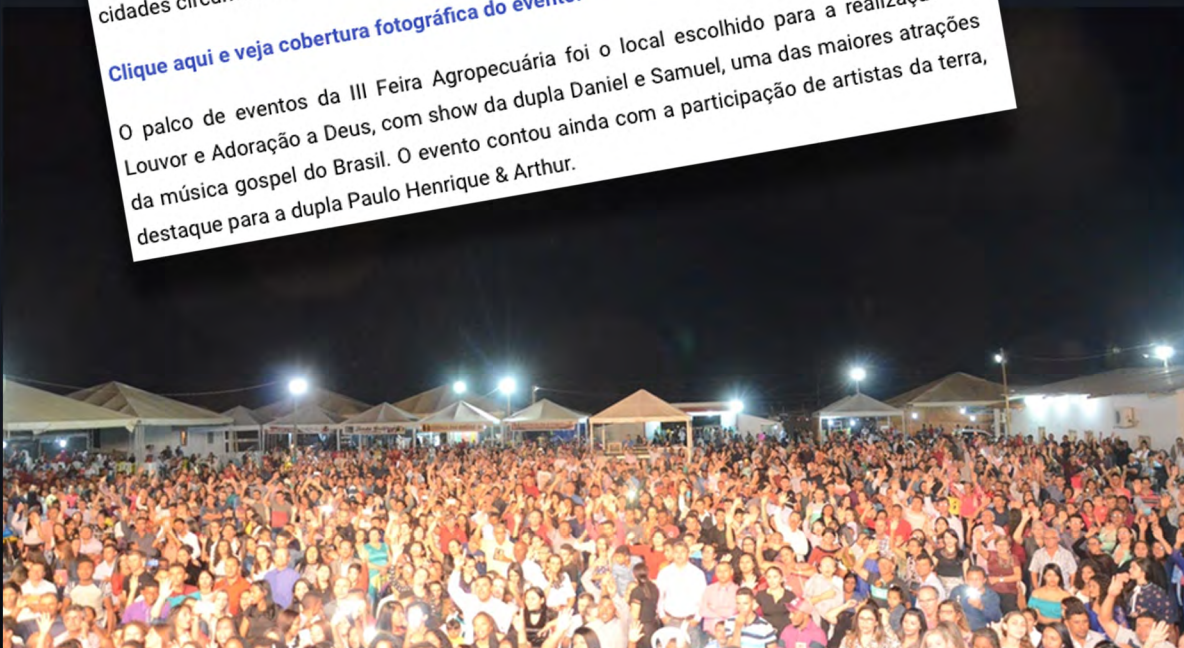 cidades
Clique aqui e veja cobertura fotográfica do evento.
O palco de eventos da III Feira Agropecuária foi o local escolhido para a
Louvor e Adoração a Deus, com show da dupla Daniel e Samuel, uma das maiores atrações
da música gospel do Brasil. O evento contou ainda com a participação de artistas da terra,
destaque para a dupla Paulo Henrique & Arthur.